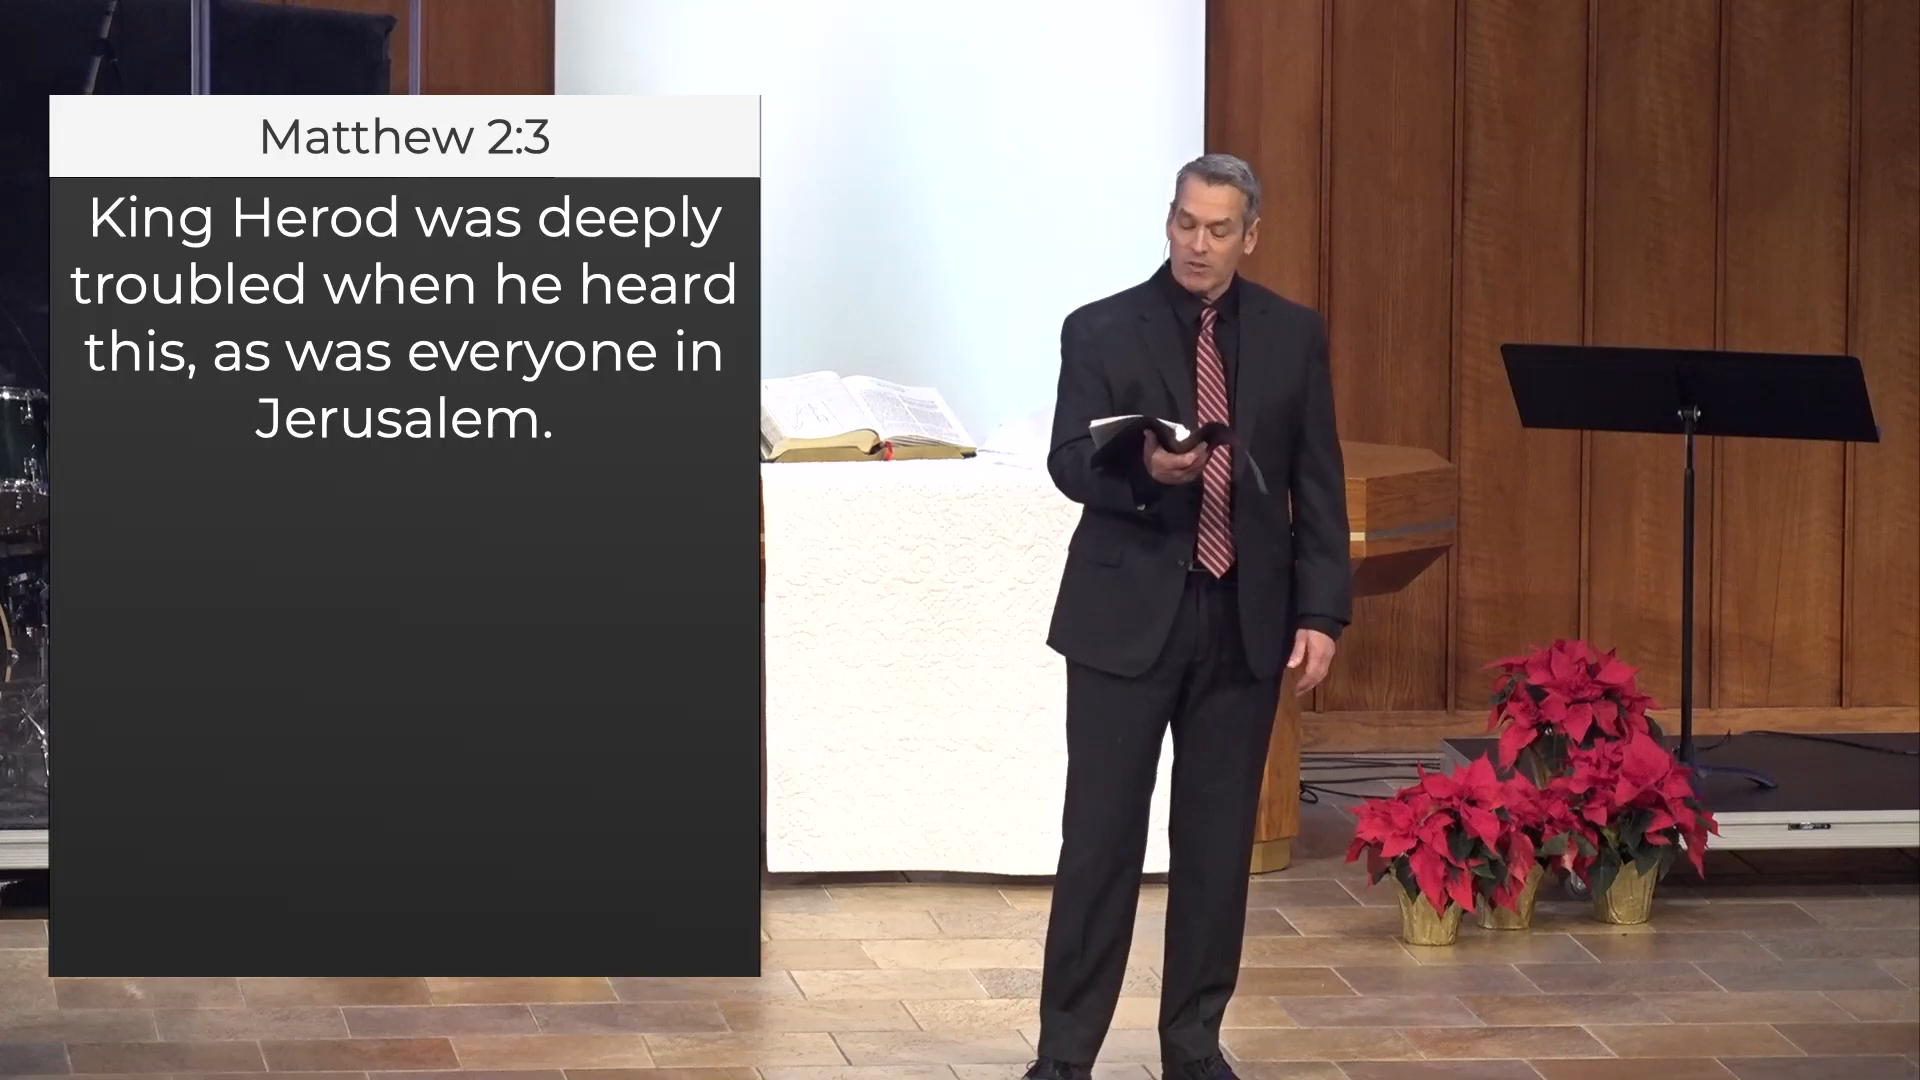 Matthew 2:3
King Herod was deeply
troubled when he heard
this, as was everyone in
Jerusalem.